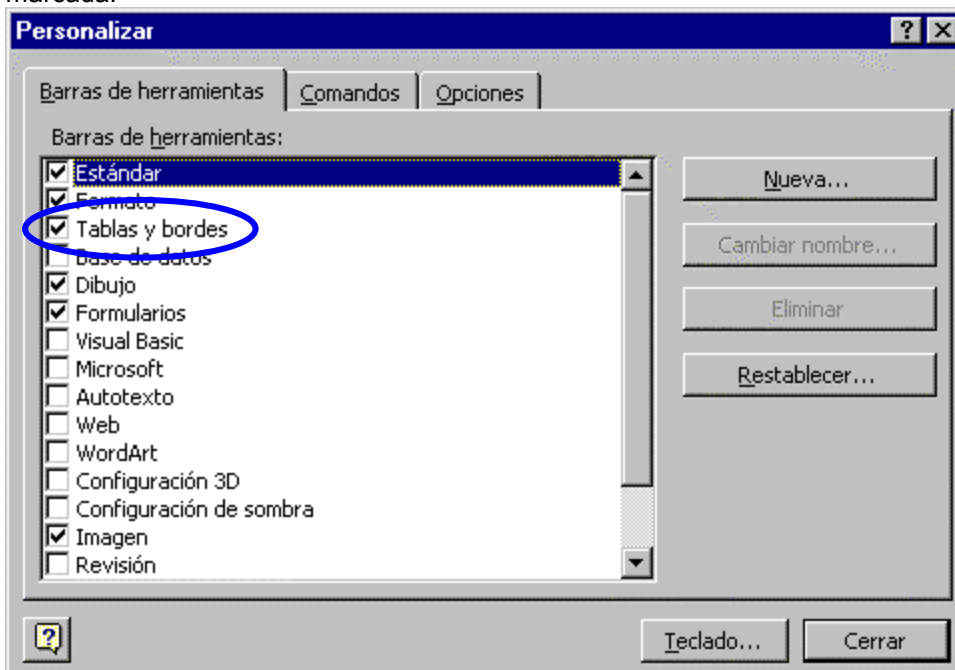 marcada.
Personalizar
Barras de herramientas Comandos Opciones
Barras de herramientas:
Estándar
Nueva...
Formato
Tablas y bordes
Cambiar nombre...
Base de datos
Dibujo
Eliminar
Formularios
Visual Basic
Microsoft
Restablecer...
Autotexto
Web
WordArt
Configuración 3D
Configuración de sombra
Imagen
Revisión
Teclado... Cerrar